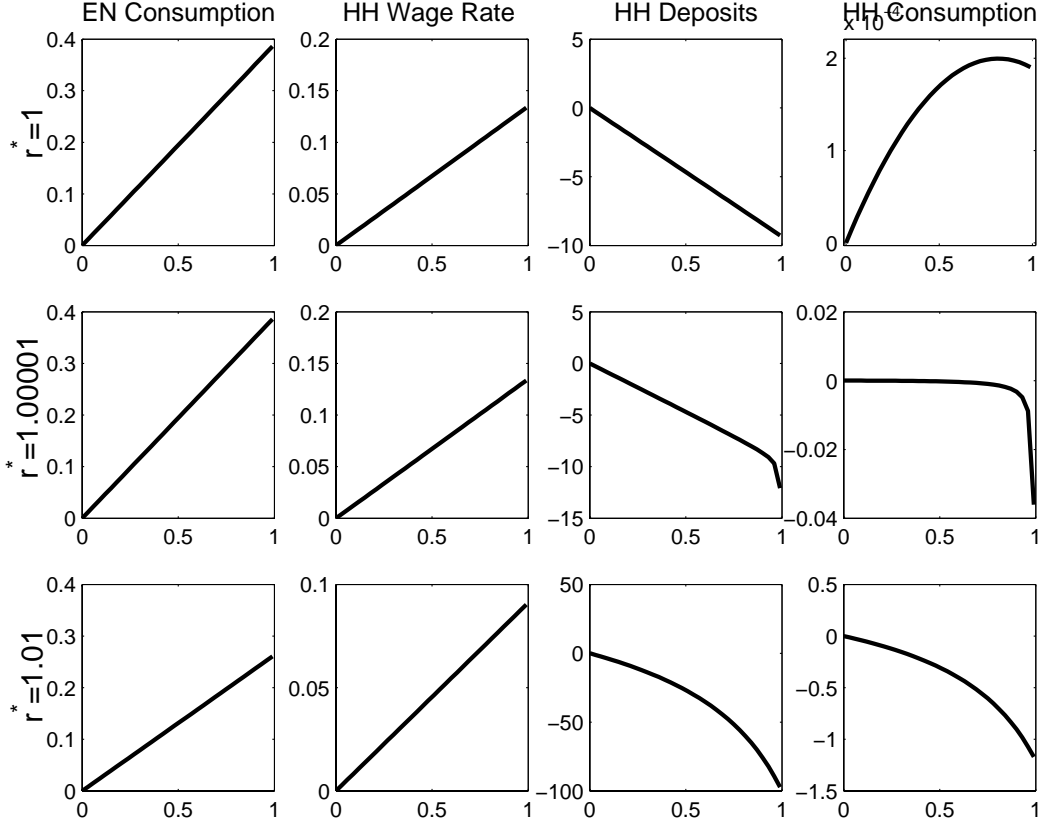 EN Consumption HH Wage Rate HH Deposits HH Consumption
x 10⁻⁴
r* =1
0.4 0.2 5 2
0.3 0.15 0
0.2 0.1 1
0.1 0.05 −5
0 0 −10 0
0 0.5 1 0 0.5 1 0 0.5 1 0 0.5 1
r* =1.00001
0.4 0.2 5 0.02
0.3 0.15 0 0
0.2 0.1 −5 −0.02
0.1 0.05 −10
0 0 −15 −0.04
0 0.5 1 0 0.5 1 0 0.5 1 0 0.5 1
r* =1.01
0.4 0.1 50 0.5
0.3 0 0
0.2 0.05 −50 −0.5
0.1 −1
0 0 −100 −1.5
0 0.5 1 0 0.5 1 0 0.5 1 0 0.5 1